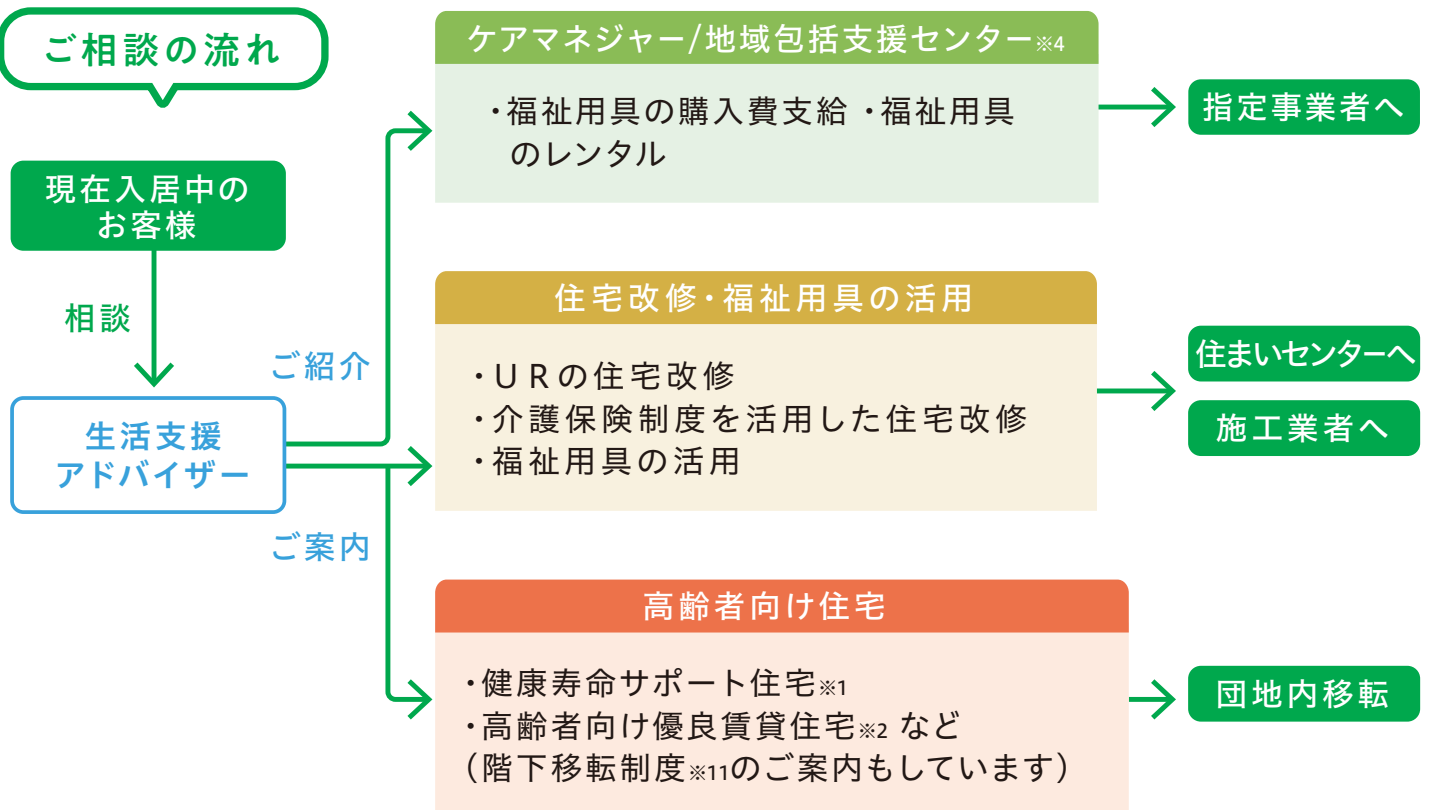 ご相談の流れ
現在入居中の
お客様
相談
生活支援
アドバイザー
ご紹介
ご案内
ケアマネジャー/地域包括支援センター※4
・福祉用具の購入費支給 ・福祉用具
のレンタル
指定事業者へ
住宅改修・福祉用具の活用
・URの住宅改修
・介護保険制度を活用した住宅改修
・福祉用具の活用
住まいセンターへ
施工業者へ
高齢者向け住宅
・健康寿命サポート住宅※1
・高齢者向け優良賃貸住宅※2 など
（階下移転制度※11のご案内もしています）
団地内移転